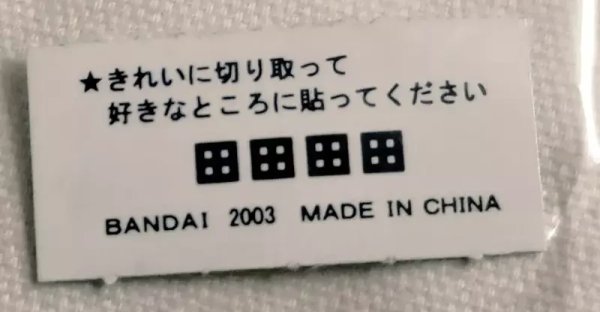 ★きれいに切り取って
好きなところに貼ってください
BANDAI 2003 MADE IN CHINA